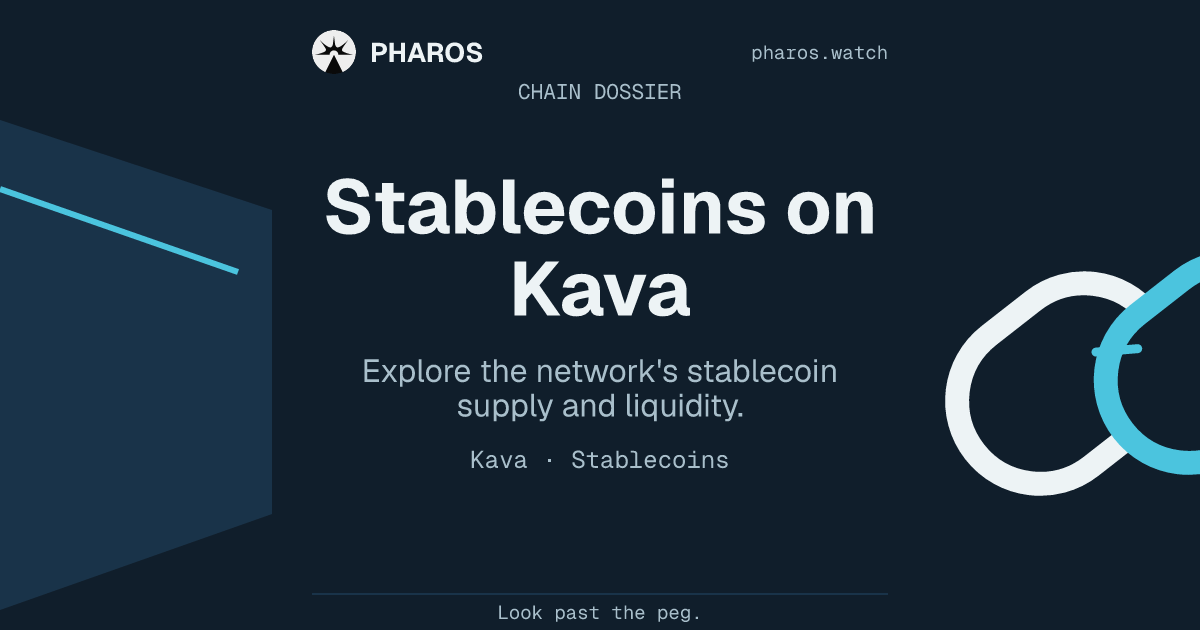 PHAROS
pharos.watch
CHAIN DOSSIER
Stablecoins on
Kava
Explore the network's stablecoin
supply and liquidity.
Kava · Stablecoins
Look past the peg.